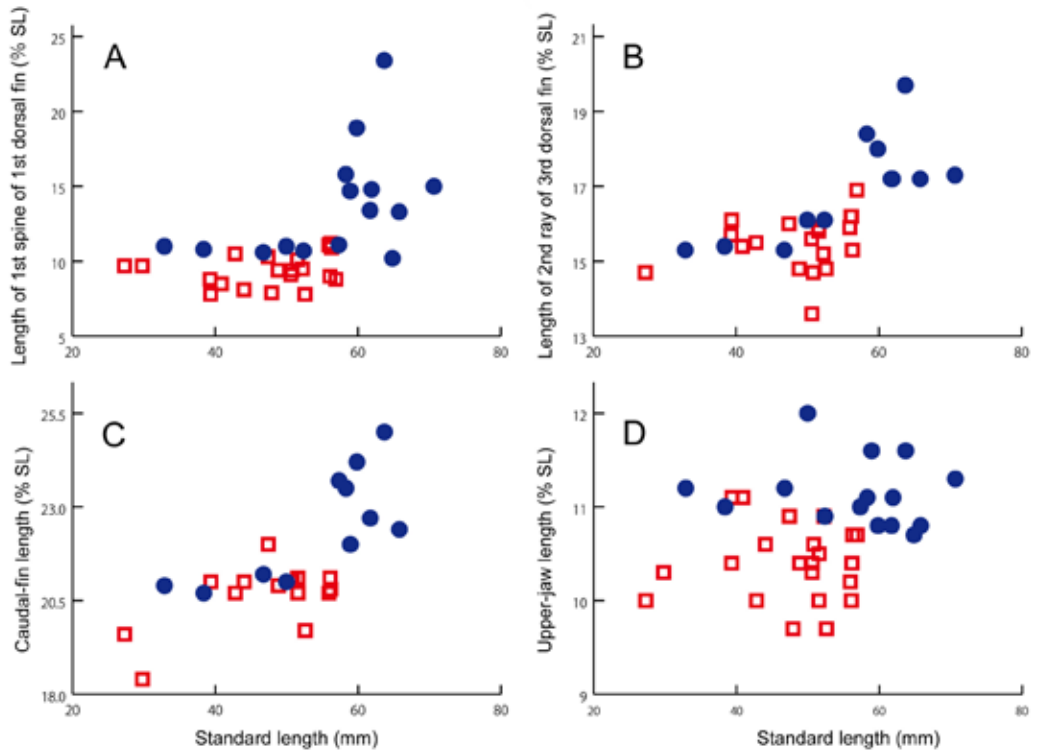 A
Length of 1st spine of 1st dorsal fin (% SL)
25
20
15
10
5
20 40 60 80
B
Length of 2nd ray of 3rd dorsal fin (% SL)
21
19
17
15
13
20 40 60 80
C
Caudal-fin length (% SL)
25.5
23.0
20.5
18.0
20 40 60 80
Standard length (mm)
D
Upper-jaw length (% SL)
12
11
10
9
20 40 60 80
Standard length (mm)